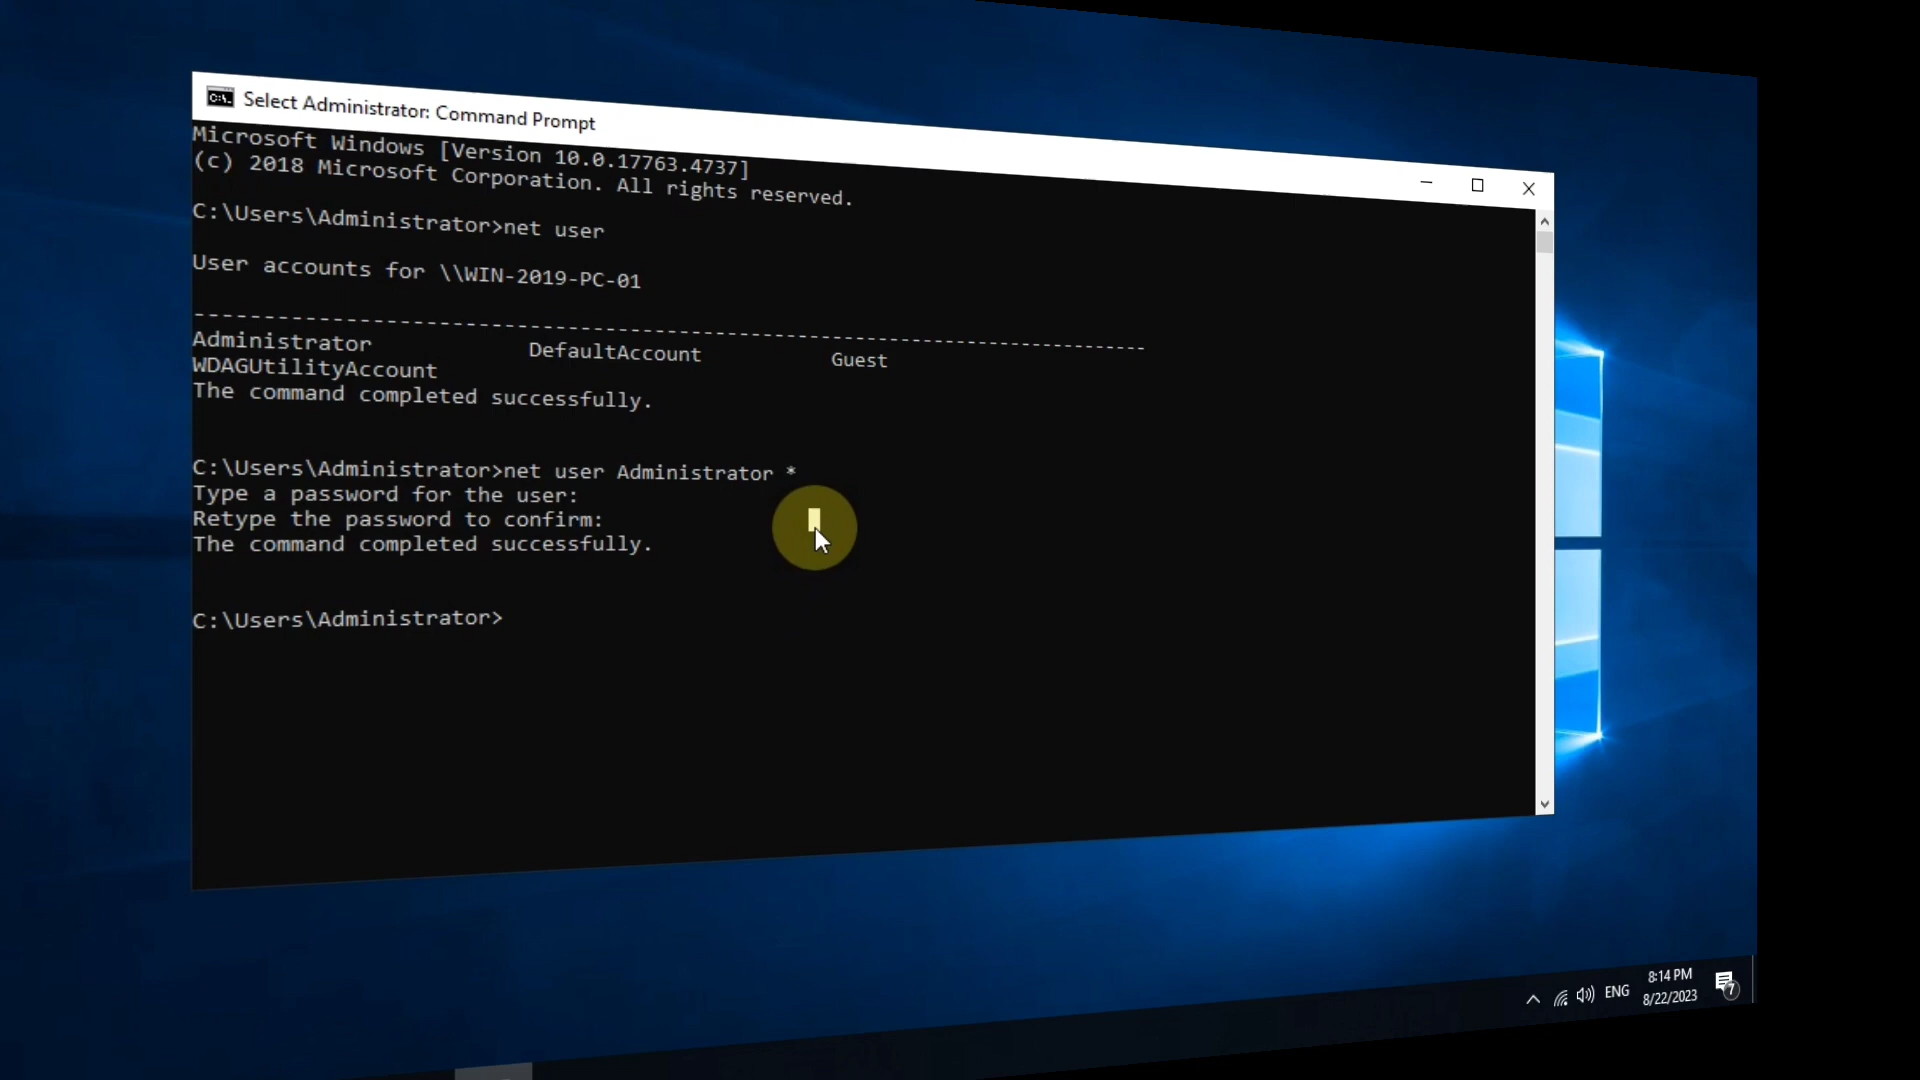 Select Administrator: Command Prompt
Microsoft Windows [Version 10.0.17763.4737]
(c) 2018 Microsoft Corporation. All rights reserved.
C:\Users\Administrator>net user
User accounts for \\WIN-2019-PC-01
-------------------------------------------------------------------------------
Administrator            DefaultAccount           Guest
WDAGUtilityAccount
The command completed successfully.
C:\Users\Administrator>net user Administrator *
Type a password for the user:
Retype the password to confirm:
The command completed successfully.
C:\Users\Administrator>
ENG
8:14 PM
8/22/2023
7